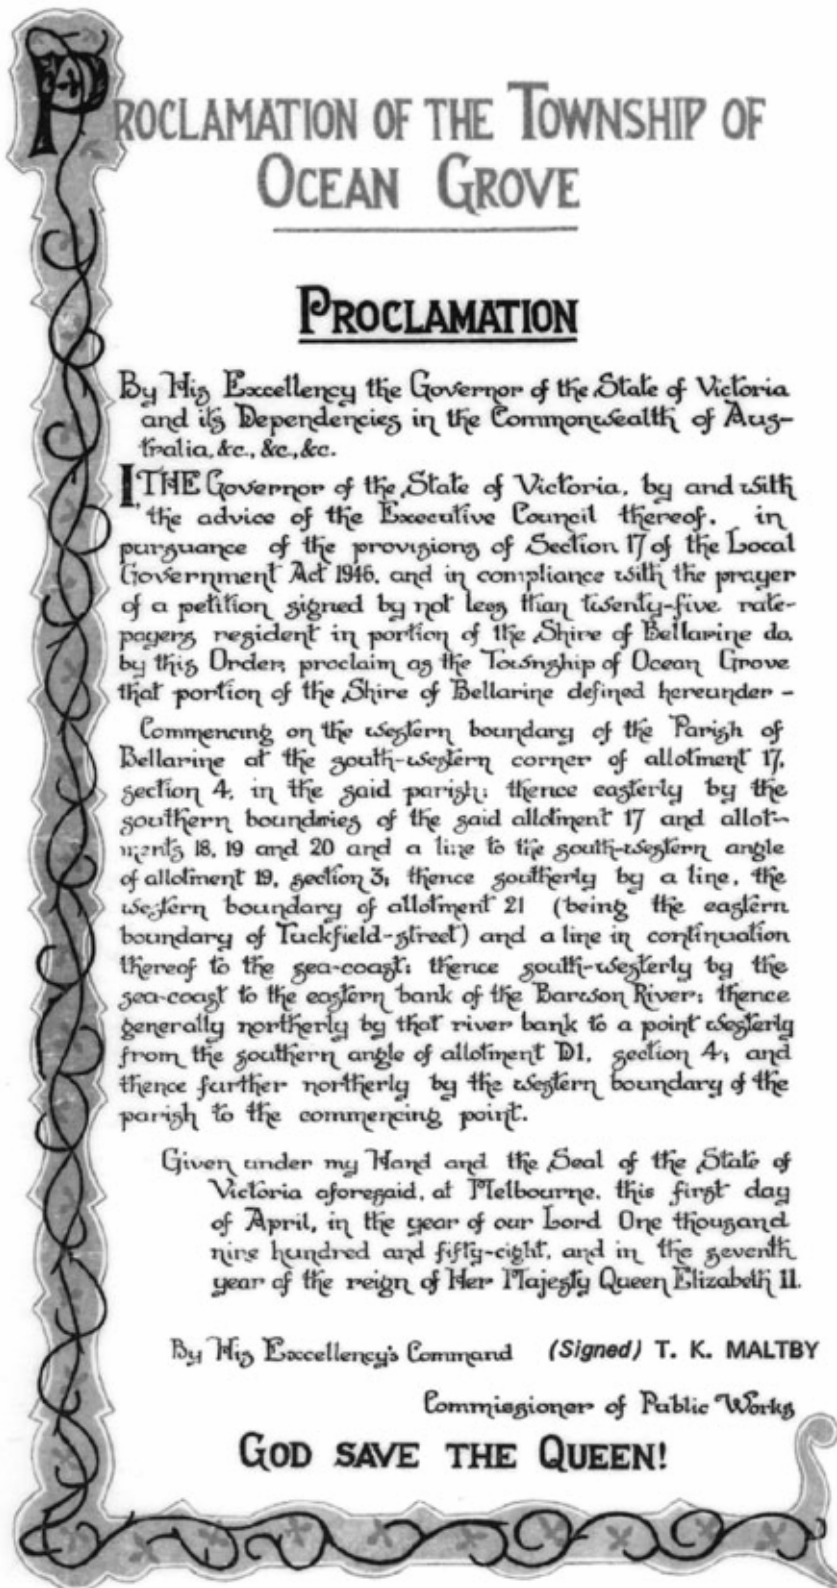 PROCLAMATION OF THE TOWNSHIP OF
OCEAN GROVE
PROCLAMATION
By His Excellency the Governor of the State of Victoria
and its Dependencies in the Commonwealth of Aus-
tralia, &c., &c., &c.
I, THE Governor of the State of Victoria, by and with
the advice of the Executive Council thereof, in
pursuance of the provisions of Section 17 of the Local
Government Act 1946, and in compliance with the prayer
of a petition signed by not less than twenty-five rate-
payers resident in portion of the Shire of Bellarine do,
by this Order, proclaim as the Township of Ocean Grove
that portion of the Shire of Bellarine defined hereunder -
Commencing on the western boundary of the Parish of
Bellarine at the south-western corner of allotment 17,
section 4, in the said parish; thence easterly by the
southern boundaries of the said allotment 17 and allot-
ments 18, 19 and 20 and a line to the south-western angle
of allotment 19, section 3; thence southerly by a line, the
western boundary of allotment 21 (being the eastern
boundary of Tuckfield-street) and a line in continuation
thereof to the sea-coast; thence south-westerly by the
sea-coast to the eastern bank of the Barwon River; thence
generally northerly by that river bank to a point westerly
from the southern angle of allotment D1, section 4; and
thence further northerly by the western boundary of the
parish to the commencing point.
Given under my Hand and the Seal of the State of
Victoria aforesaid, at Melbourne, this first day
of April, in the year of our Lord One thousand
nine hundred and fifty-eight, and in the seventh
year of the reign of Her Majesty Queen Elizabeth II.
By His Excellency's Command (Signed) T. K. MALTBY
Commissioner of Public Works
GOD SAVE THE QUEEN!